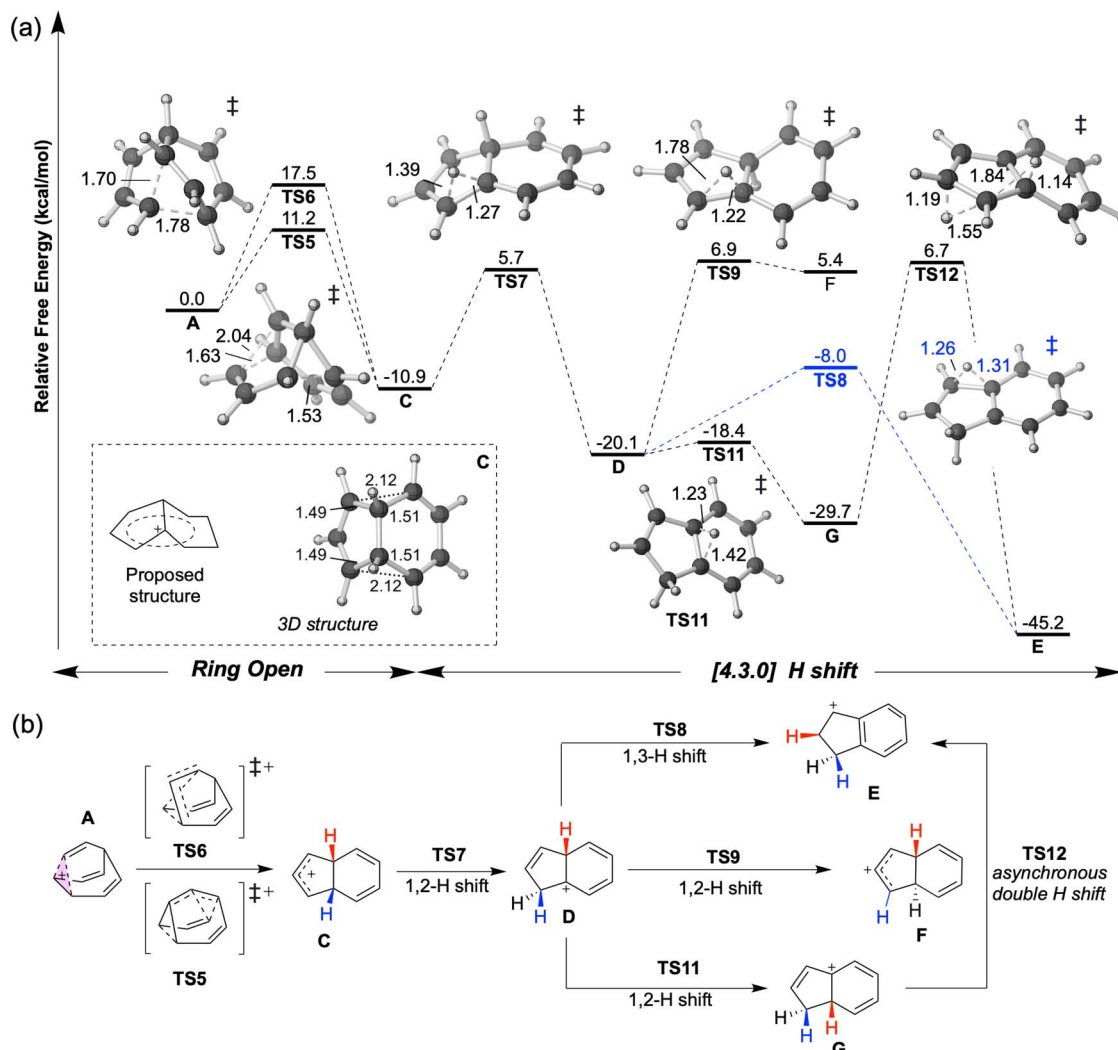 (a)
Relative Free Energy (kcal/mol)
‡
1.70
1.78
17.5
TS6
11.2
TS5
0.0
A
‡
2.04
1.63
1.53
-10.9
C
‡
1.39
1.27
5.7
TS7
‡
1.78
1.22
6.9
TS9
5.4
F
‡
1.84
1.14
1.19
1.55
6.7
TS12
-8.0
TS8
1.26
1.31
‡
-20.1
D
-18.4
TS11
1.23
‡
1.42
TS11
-29.7
G
-45.2
E
C
2.12
1.49
1.51
1.49
1.51
2.12
+
Proposed
structure
3D structure
Ring Open
[4.3.0] H shift
(b)
A
+
‡+
TS6
‡+
TS5
H
+
H
C
TS7
1,2-H shift
H
H
H
+
D
TS8
1,3-H shift
+
H
H
H
E
TS9
1,2-H shift
H
+
H
H
F
TS11
1,2-H shift
+
H
H
H
G
TS12
asynchronous
double H shift